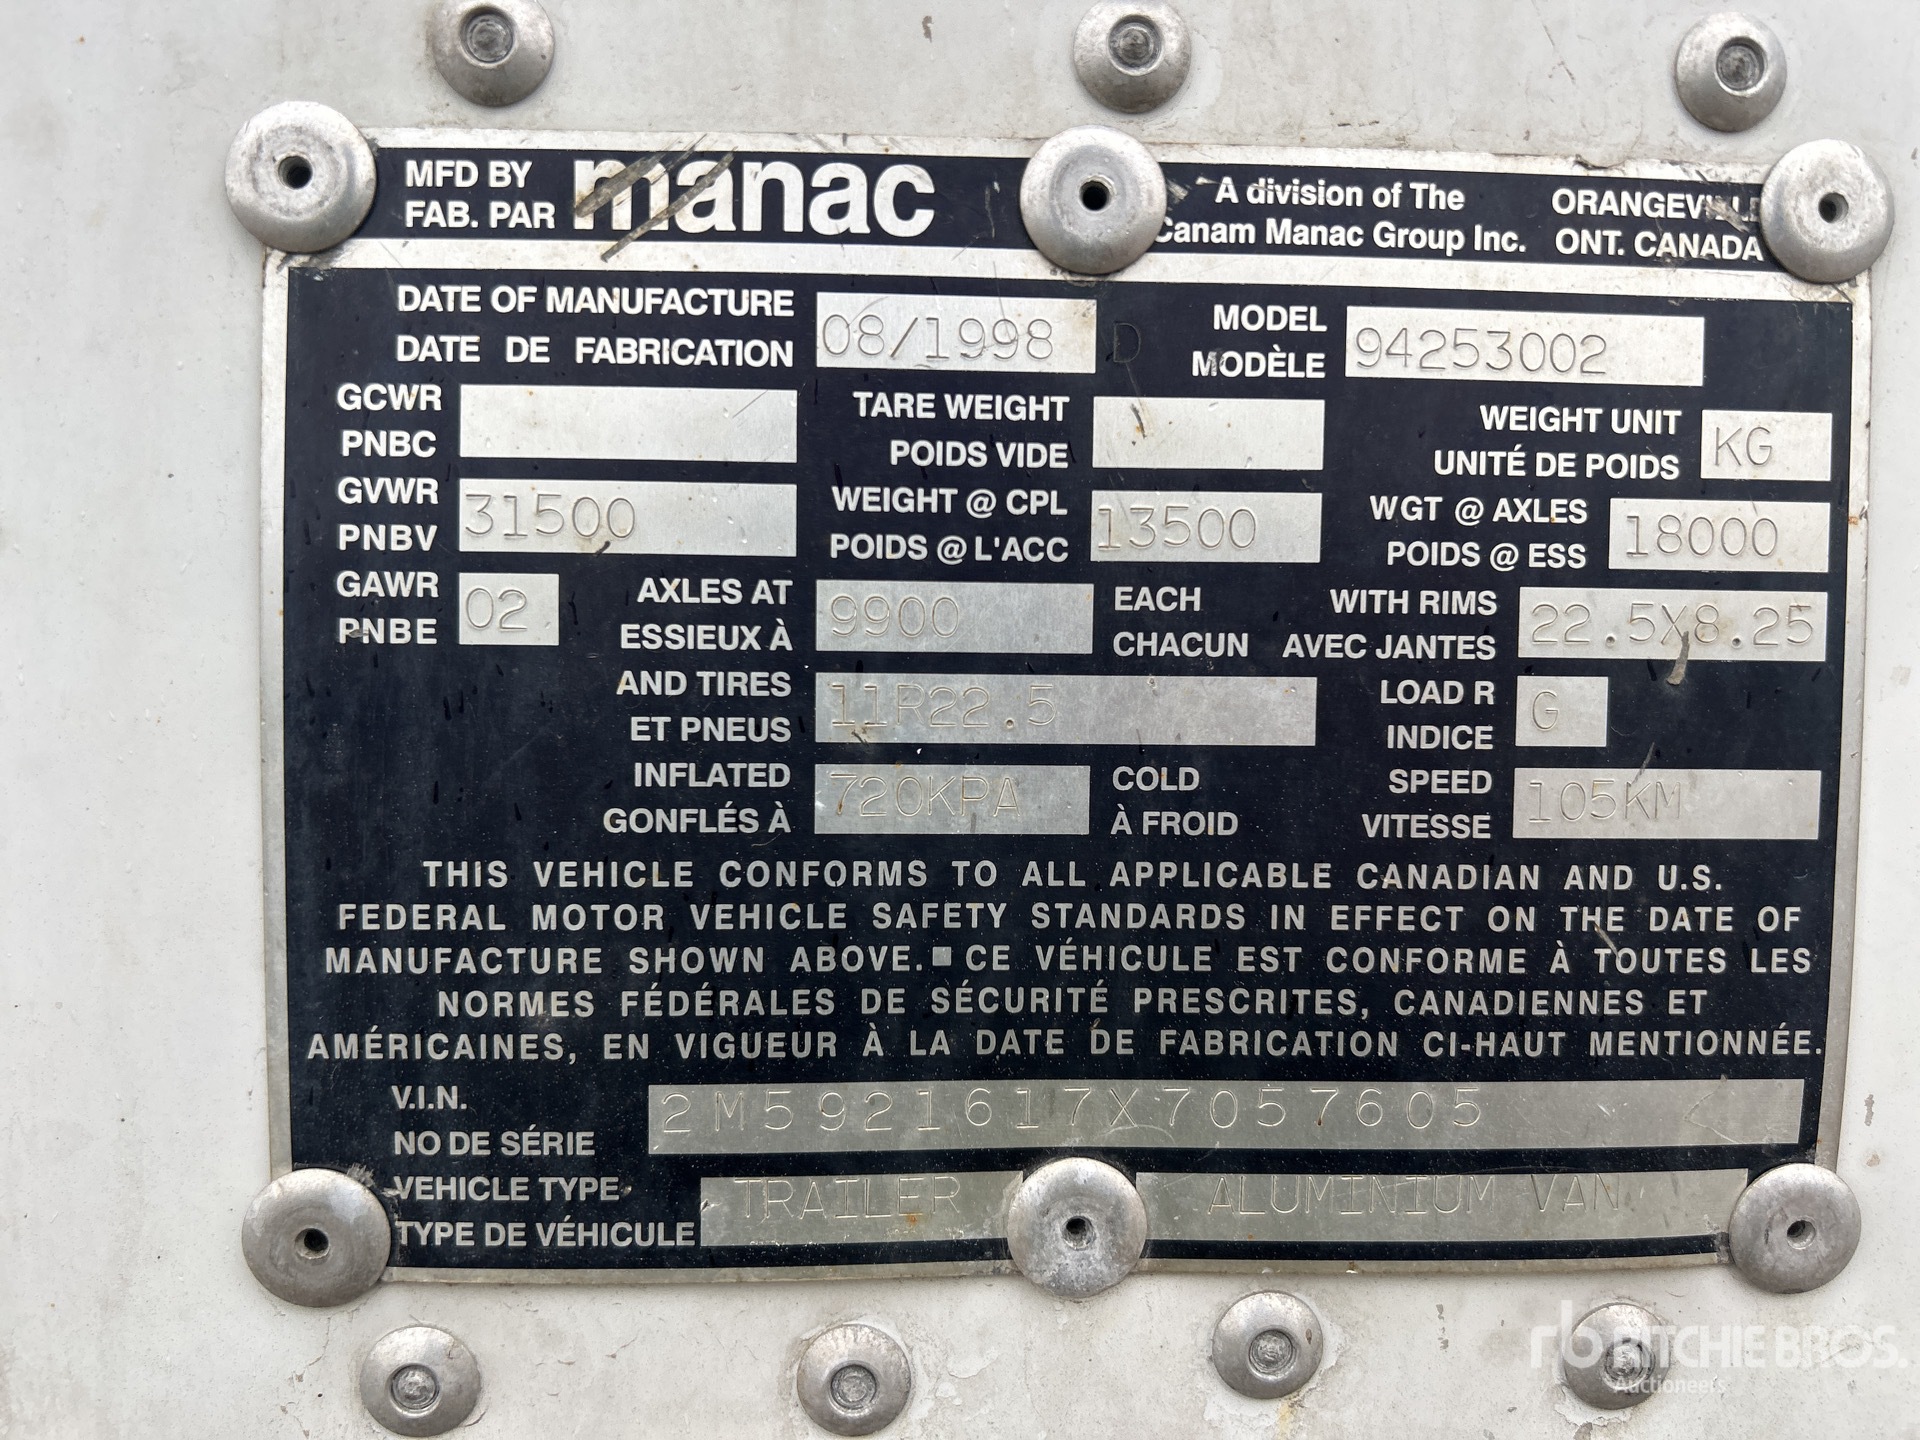 MFD BY manac A division of The ORANGEVILLE
FAB. PAR Canam Manac Group Inc. ONT. CANADA
DATE OF MANUFACTURE 08/1998 D MODEL 94253002
DATE DE FABRICATION MODÈLE
GCWR TARE WEIGHT WEIGHT UNIT KG
PNBC POIDS VIDE UNITÉ DE POIDS
GVWR 31500 WEIGHT @ CPL 13500 WGT @ AXLES 18000
PNBV POIDS @ L'ACC POIDS @ ESS
GAWR 02 AXLES AT 9900 EACH WITH RIMS 22.5X8.25
PNBE ESSIEUX À CHACUN AVEC JANTES
AND TIRES 11R22.5 LOAD R G
ET PNEUS INDICE
INFLATED 720KPA COLD SPEED 105KM
GONFLÉS À À FROID VITESSE
THIS VEHICLE CONFORMS TO ALL APPLICABLE CANADIAN AND U.S.
FEDERAL MOTOR VEHICLE SAFETY STANDARDS IN EFFECT ON THE DATE OF
MANUFACTURE SHOWN ABOVE. ■ CE VÉHICULE EST CONFORME À TOUTES LES
NORMES FÉDÉRALES DE SÉCURITÉ PRESCRITES, CANADIENNES ET
AMÉRICAINES, EN VIGUEUR À LA DATE DE FABRICATION CI-HAUT MENTIONNÉE.
V.I.N. 2M5921617X7057605
NO DE SÉRIE
VEHICLE TYPE TRAILER ALUMINIUM VAN
TYPE DE VÉHICULE
rb RITCHIE BROS.
Auctioneers